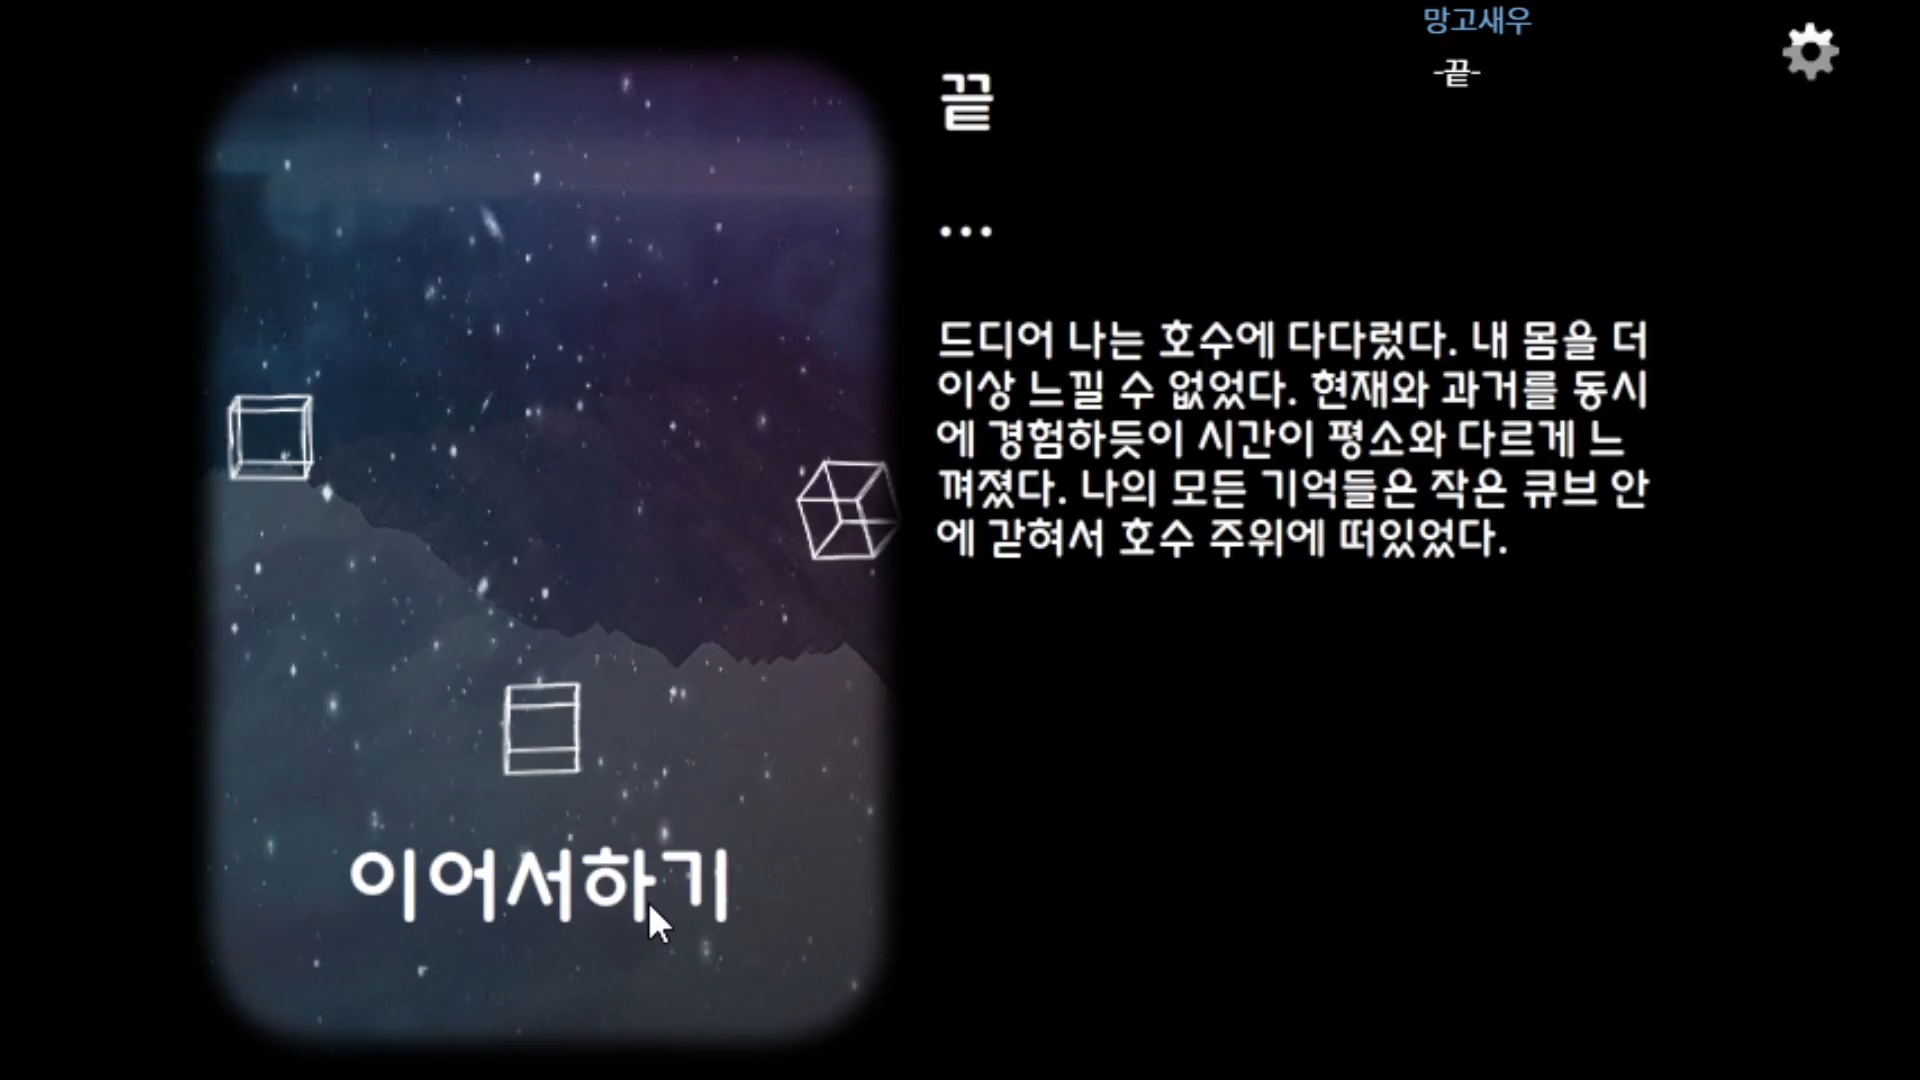 망고새우
-끝-
끝
...
드디어 나는 호수에 다다렀다. 내 몸을 더
이상 느낄 수 없었다. 현재와 과거를 동시
에 경험하듯이 시간이 평소와 다르게 느
껴졌다. 나의 모든 기억들은 작은 큐브 안
에 갇혀서 호수 주위에 떠있었다.
이어서하기